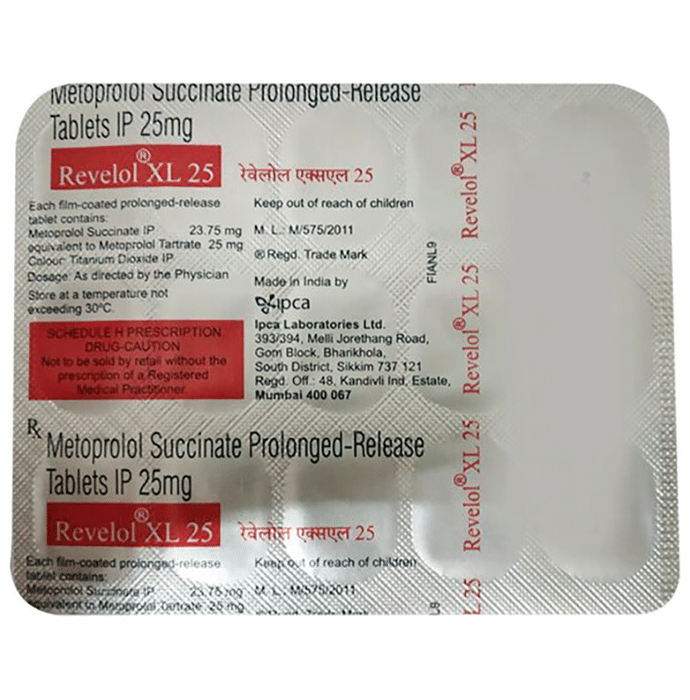 Metoprolol Succinate Prolonged-Release
Tablets IP 25mg
Revelol® XL 25
रेवेलोल एक्सएल 25
Each film-coated prolonged-release
tablet contains:
Metoprolol Succinate IP 23.75 mg
equivalent to Metoprolol Tartrate 25 mg
Colour: Titanium Dioxide IP
Dosage: As directed by the Physician
Store at a temperature not
exceeding 30°C.
SCHEDULE H PRESCRIPTION
DRUG-CAUTION
Not to be sold by retail without the
prescription of a Registered
Medical Practitioner
Keep out of reach of children
M. L.: M/575/2011
® Regd. Trade Mark
Made in India by
ipca
Ipca Laboratories Ltd.
393/394, Melli Jorethang Road,
Gom Block, Bharikhola,
South District, Sikkim 737 121
Regd. Off.: 48, Kandivli Ind. Estate,
Mumbai 400 067
FIANL9
Revelol® XL 25
Revelol® XL 25
Revelol® XL 25
Rx
Metoprolol Succinate Prolonged-Release
Tablets IP 25mg
Revelol® XL 25
रेवेलोल एक्सएल 25
Each film-coated prolonged-release
tablet contains:
Metoprolol Succinate IP 23.75 mg
equivalent to Metoprolol Tartrate 25 mg
Keep out of reach of children
M. L.: M/575/2011
® Regd. Trade Mark
L9
L 25